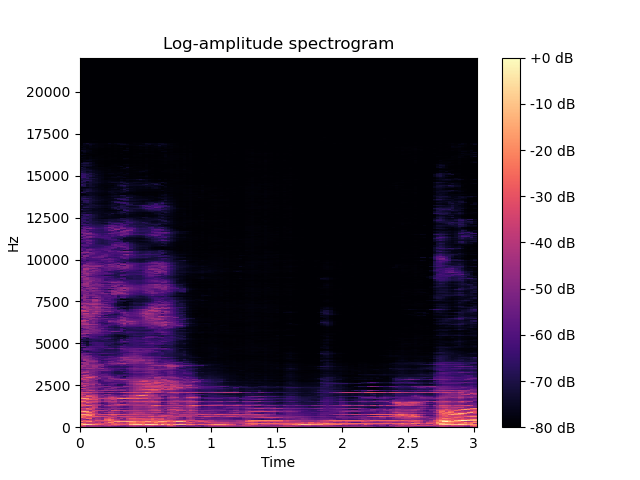 Log-amplitude spectrogram
Hz
20000
17500
15000
12500
10000
7500
5000
2500
0
0 0.5 1 1.5 2 2.5 3
Time
+0 dB
-10 dB
-20 dB
-30 dB
-40 dB
-50 dB
-60 dB
-70 dB
-80 dB